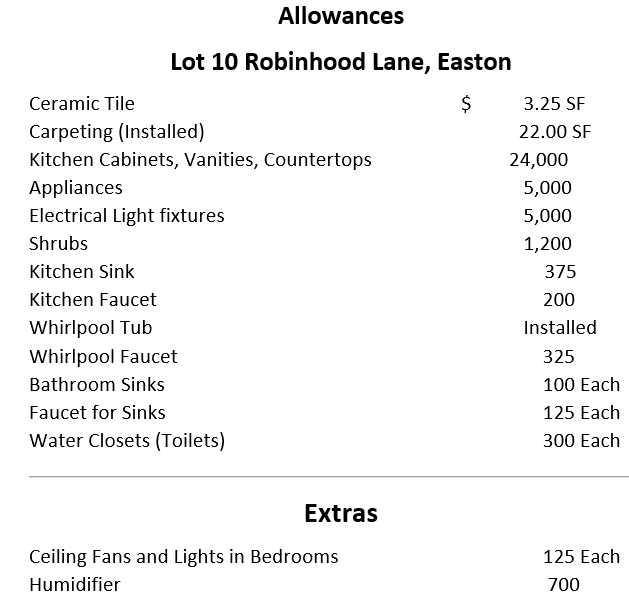 Allowances
Lot 10 Robinhood Lane, Easton
Ceramic Tile $ 3.25 SF
Carpeting (Installed) 22.00 SF
Kitchen Cabinets, Vanities, Countertops 24,000
Appliances 5,000
Electrical Light fixtures 5,000
Shrubs 1,200
Kitchen Sink 375
Kitchen Faucet 200
Whirlpool Tub Installed
Whirlpool Faucet 325
Bathroom Sinks 100 Each
Faucet for Sinks 125 Each
Water Closets (Toilets) 300 Each
Extras
Ceiling Fans and Lights in Bedrooms 125 Each
Humidifier 700